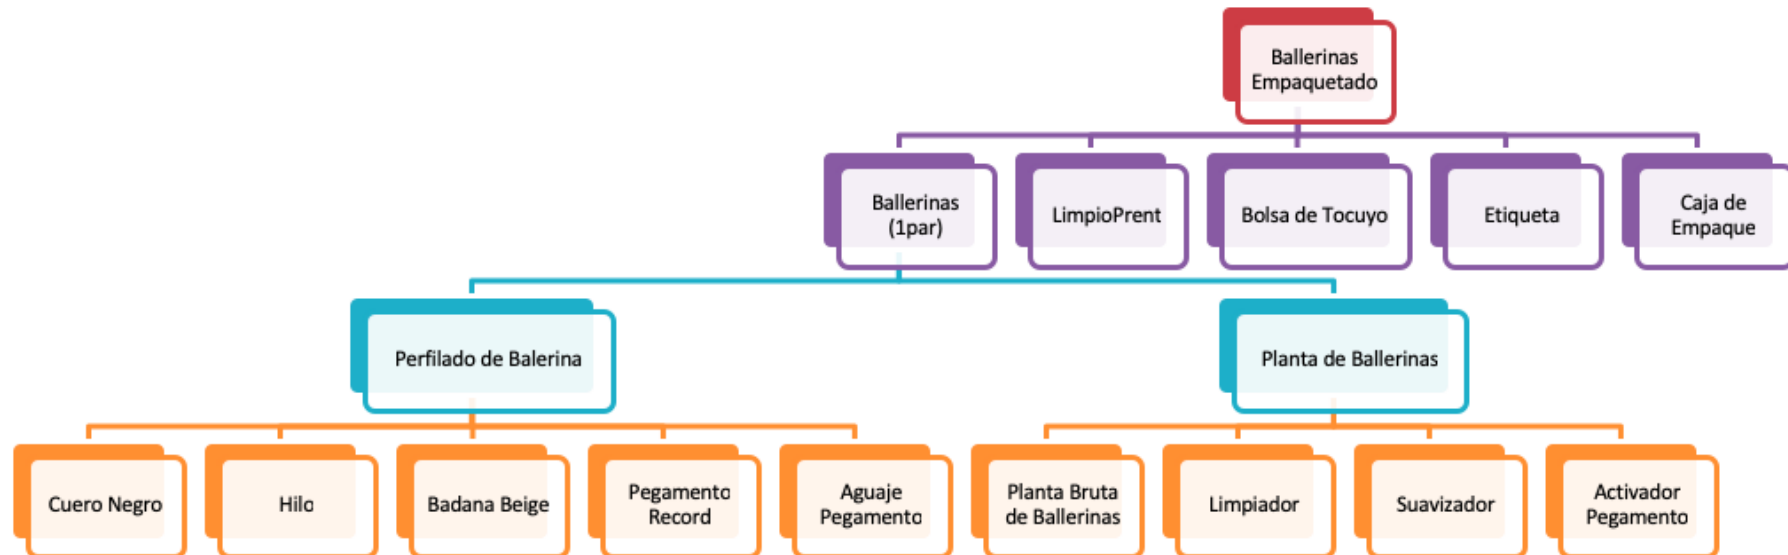 Ballerinas
Empaquetado
Ballerinas
(1par)
LimpioPrent
Bolsa de Tocuyo
Etiqueta
Caja de
Empaque
Perfilado de Balerina
Planta de Ballerinas
Cuero Negro
Hilo
Badana Beige
Pegamento
Record
Aguaje
Pegamento
Planta Bruta
de Ballerinas
Limpiador
Suavizador
Activador
Pegamento